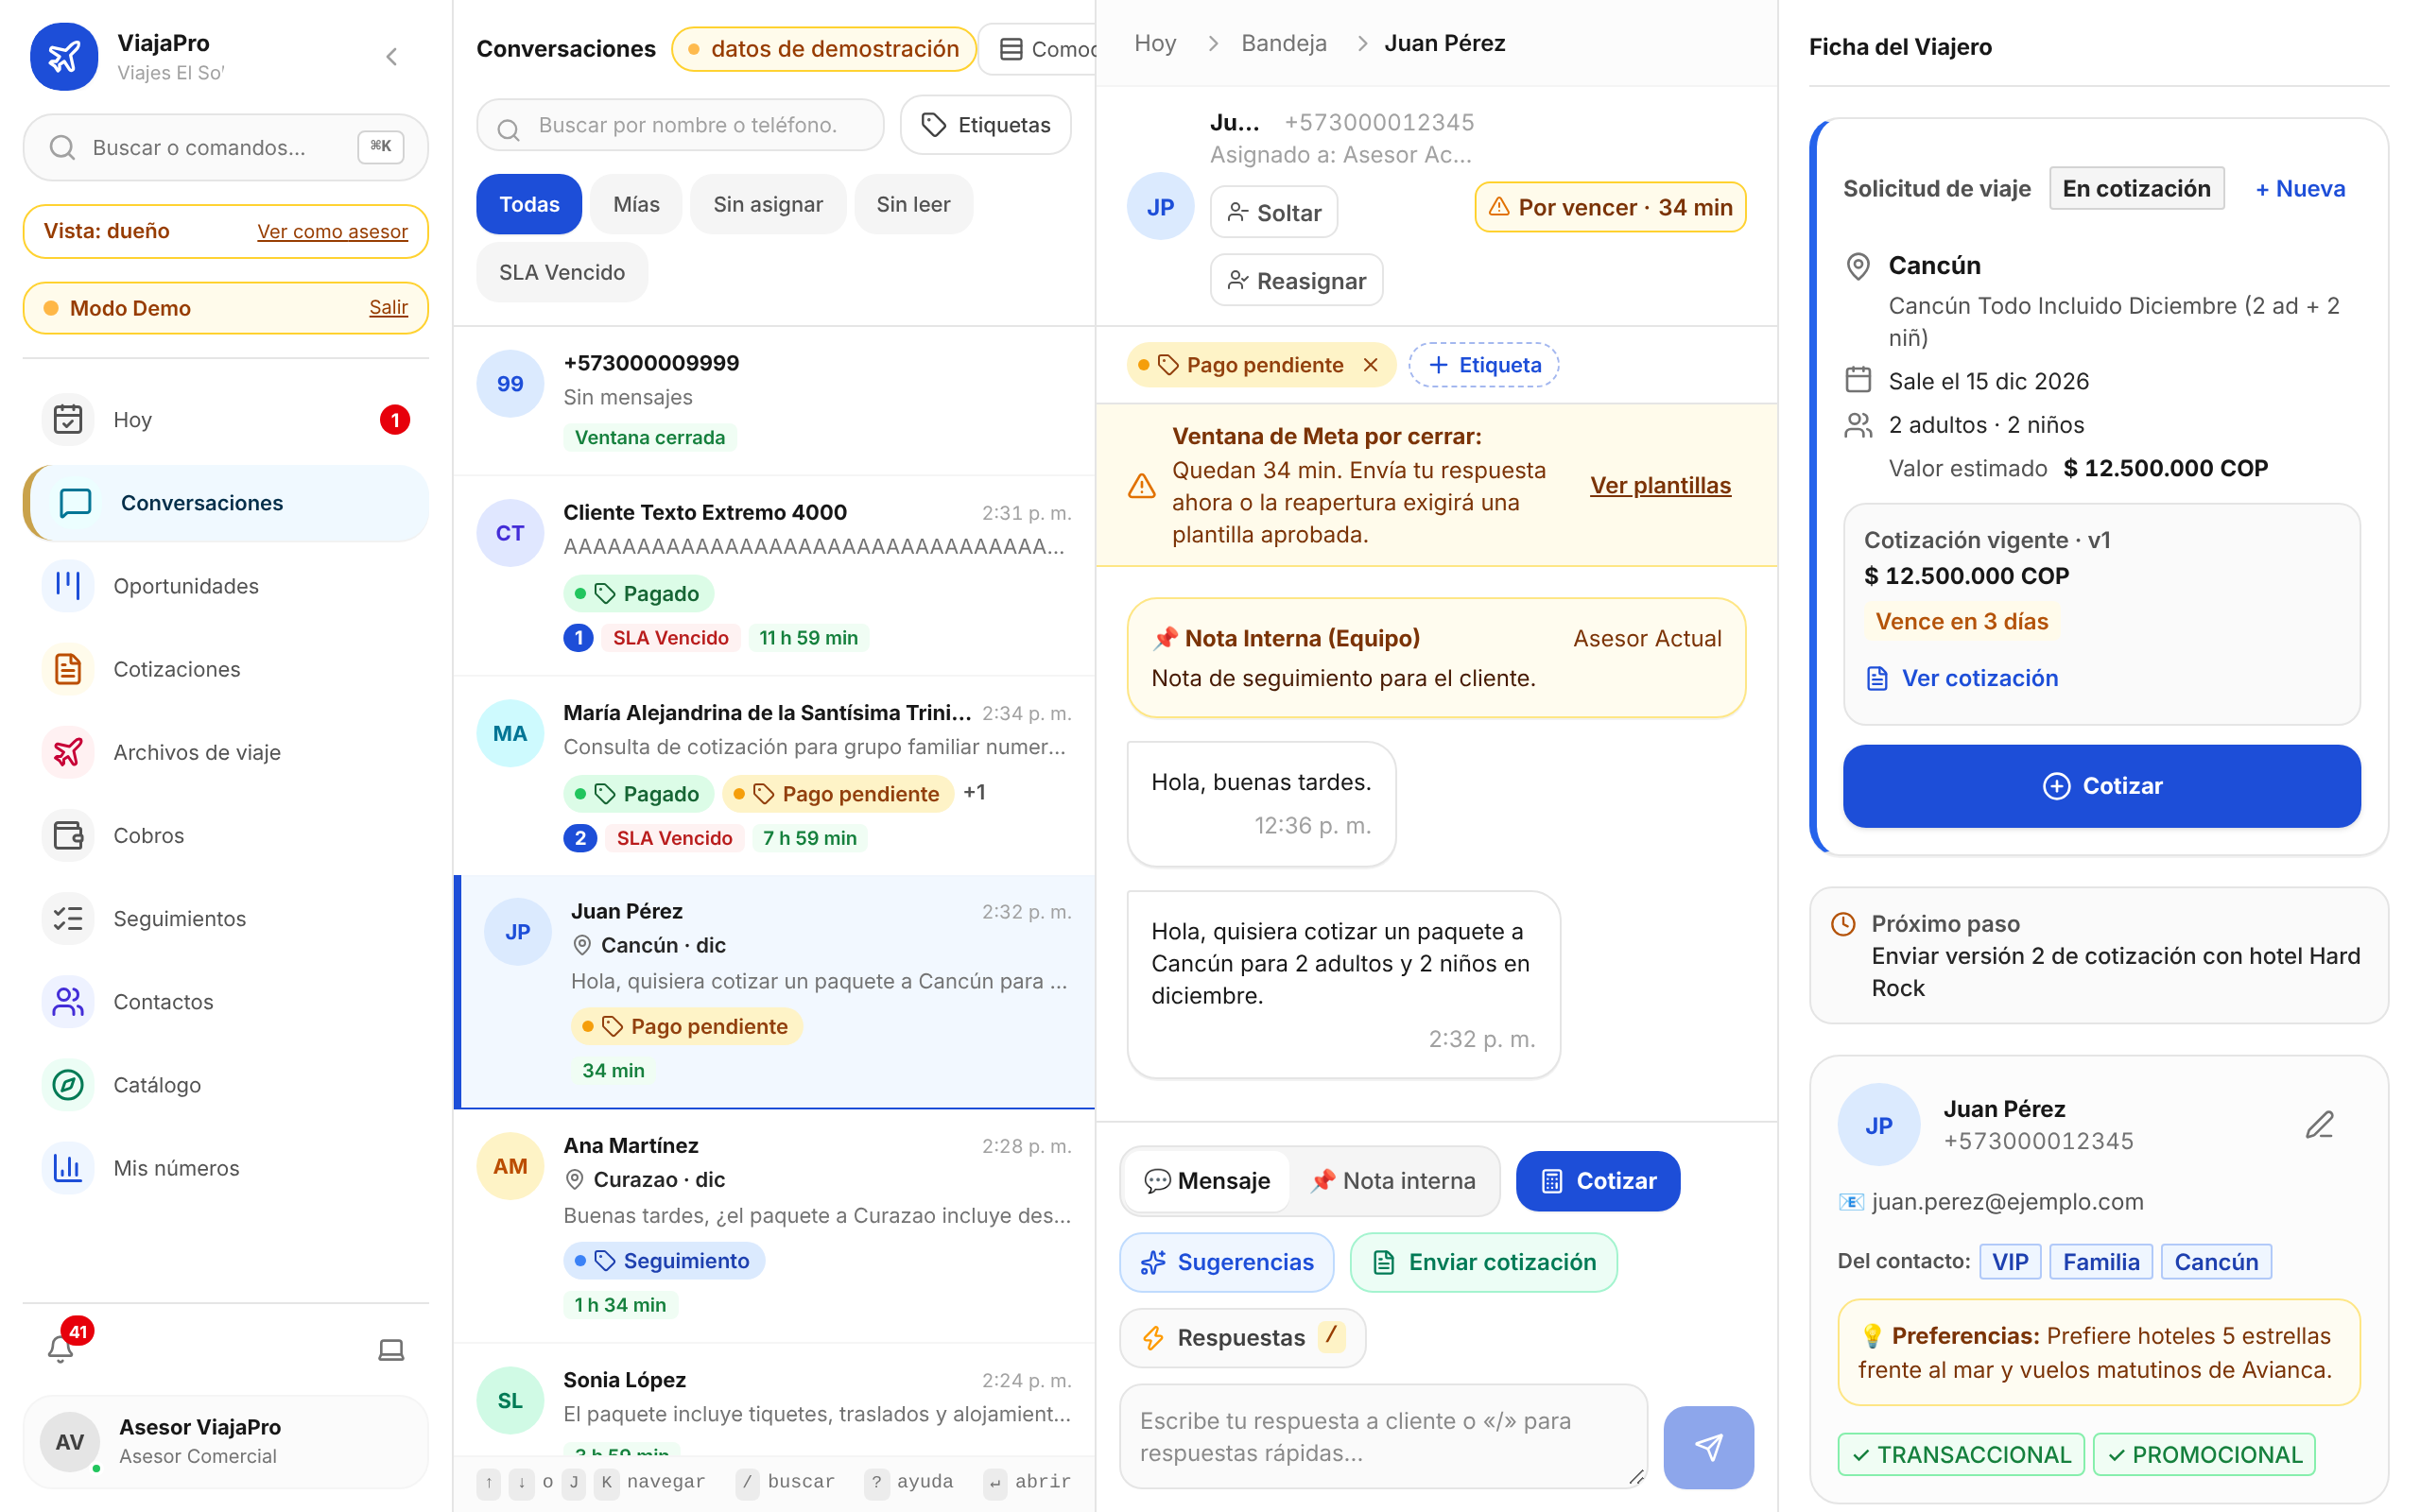 ViajaPro
Viajes El So
Buscar o comandos...
⌘K
Vista: dueño
Ver como asesor
Modo Demo
Salir
Hoy
1
Conversaciones
Oportunidades
Cotizaciones
Archivos de viaje
Cobros
Seguimientos
Contactos
Catálogo
Mis números
41
AV
Asesor ViajaPro
Asesor Comercial
Conversaciones
datos de demostración
Comoc
Buscar por nombre o teléfono.
Etiquetas
Todas
Mías
Sin asignar
Sin leer
SLA Vencido
99
+573000009999
Sin mensajes
Ventana cerrada
CT
Cliente Texto Extremo 4000
2:31 p. m.
AAAAAAAAAAAAAAAAAAAAAAAAAAAAAAAAA...
Pagado
1 SLA Vencido 11 h 59 min
MA
María Alejandrina de la Santísima Trini...
2:34 p. m.
Consulta de cotización para grupo familiar numer...
Pagado Pago pendiente +1
2 SLA Vencido 7 h 59 min
JP
Juan Pérez
2:32 p. m.
Cancún · dic
Hola, quisiera cotizar un paquete a Cancún para ...
Pago pendiente
34 min
AM
Ana Martínez
2:28 p. m.
Curazao · dic
Buenas tardes, ¿el paquete a Curazao incluye des...
Seguimiento
1 h 34 min
SL
Sonia López
2:24 p. m.
El paquete incluye tiquetes, traslados y alojamient...
3 h 59 min
↑ ↓ o J K navegar / buscar ? ayuda ↵ abrir
Hoy > Bandeja > Juan Pérez
JP
Ju... +573000012345
Asignado a: Asesor Ac...
Soltar
Reasignar
Por vencer · 34 min
Pago pendiente ×
+ Etiqueta
Ventana de Meta por cerrar:
Quedan 34 min. Envía tu respuesta
ahora o la reapertura exigirá una
plantilla aprobada.
Ver plantillas
📌 Nota Interna (Equipo)
Asesor Actual
Nota de seguimiento para el cliente.
Hola, buenas tardes.
12:36 p. m.
Hola, quisiera cotizar un paquete a
Cancún para 2 adultos y 2 niños en
diciembre.
2:32 p. m.
💬 Mensaje
📌 Nota interna
Cotizar
Sugerencias
Enviar cotización
Respuestas /
Escribe tu respuesta a cliente o «/» para
respuestas rápidas...
Ficha del Viajero
Solicitud de viaje
En cotización
+ Nueva
Cancún
Cancún Todo Incluido Diciembre (2 ad + 2
niñ)
Sale el 15 dic 2026
2 adultos · 2 niños
Valor estimado $ 12.500.000 COP
Cotización vigente · v1
$ 12.500.000 COP
Vence en 3 días
Ver cotización
Cotizar
Próximo paso
Enviar versión 2 de cotización con hotel Hard
Rock
JP
Juan Pérez
+573000012345
📧 juan.perez@ejemplo.com
Del contacto: VIP Familia Cancún
💡 Preferencias: Prefiere hoteles 5 estrellas
frente al mar y vuelos matutinos de Avianca.
✓ TRANSACCIONAL
✓ PROMOCIONAL